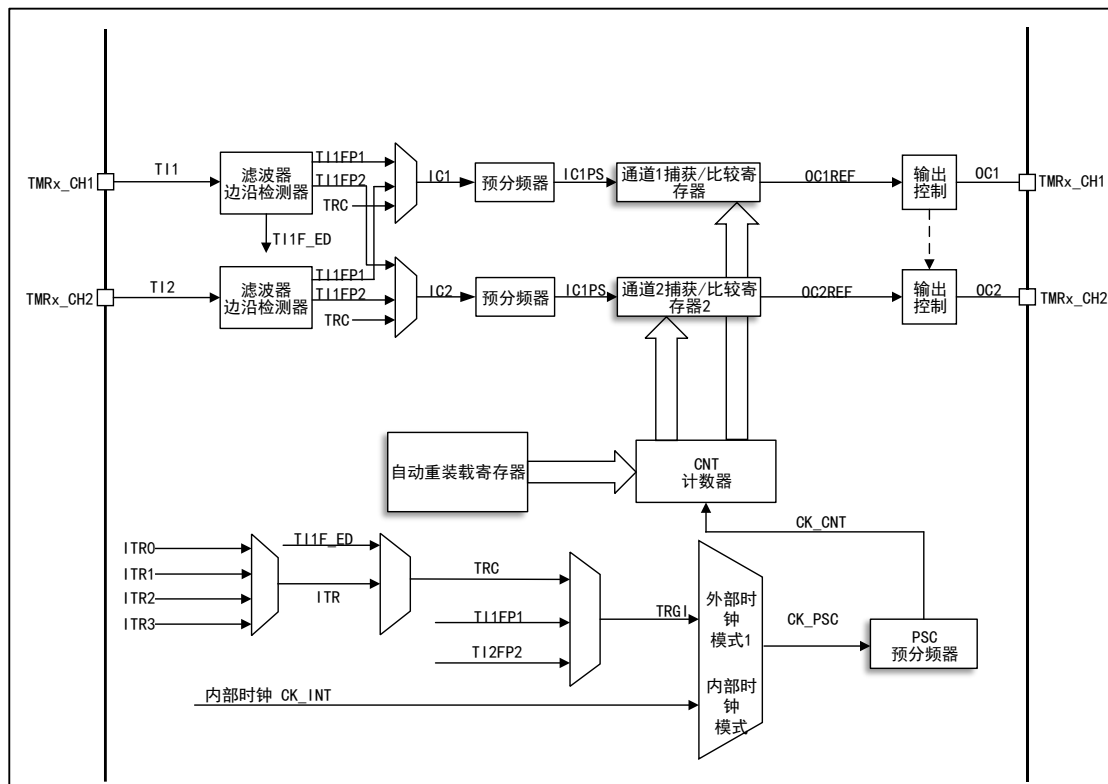 TMRx_CH1
TI1
滤波器
边沿检测器
TI1FP1
TI1FP2
TRC
IC1
预分频器
IC1PS
通道1捕获/比较寄
存器
OC1REF
输出
控制
OC1
TMRx_CH1
TI1F_ED
TMRx_CH2
TI2
滤波器
边沿检测器
TI1FP1
TI1FP2
TRC
IC2
预分频器
IC1PS
通道2捕获/比较寄
存器2
OC2REF
输出
控制
OC2
TMRx_CH2
自动重装载寄存器
CNT
计数器
CK_CNT
ITR0
ITR1
ITR2
ITR3
TI1F_ED
ITR
TRC
TI1FP1
TI2FP2
TRGI
外部时
钟
模式1
内部时
钟
模式
CK_PSC
PSC
预分频器
内部时钟 CK_INT